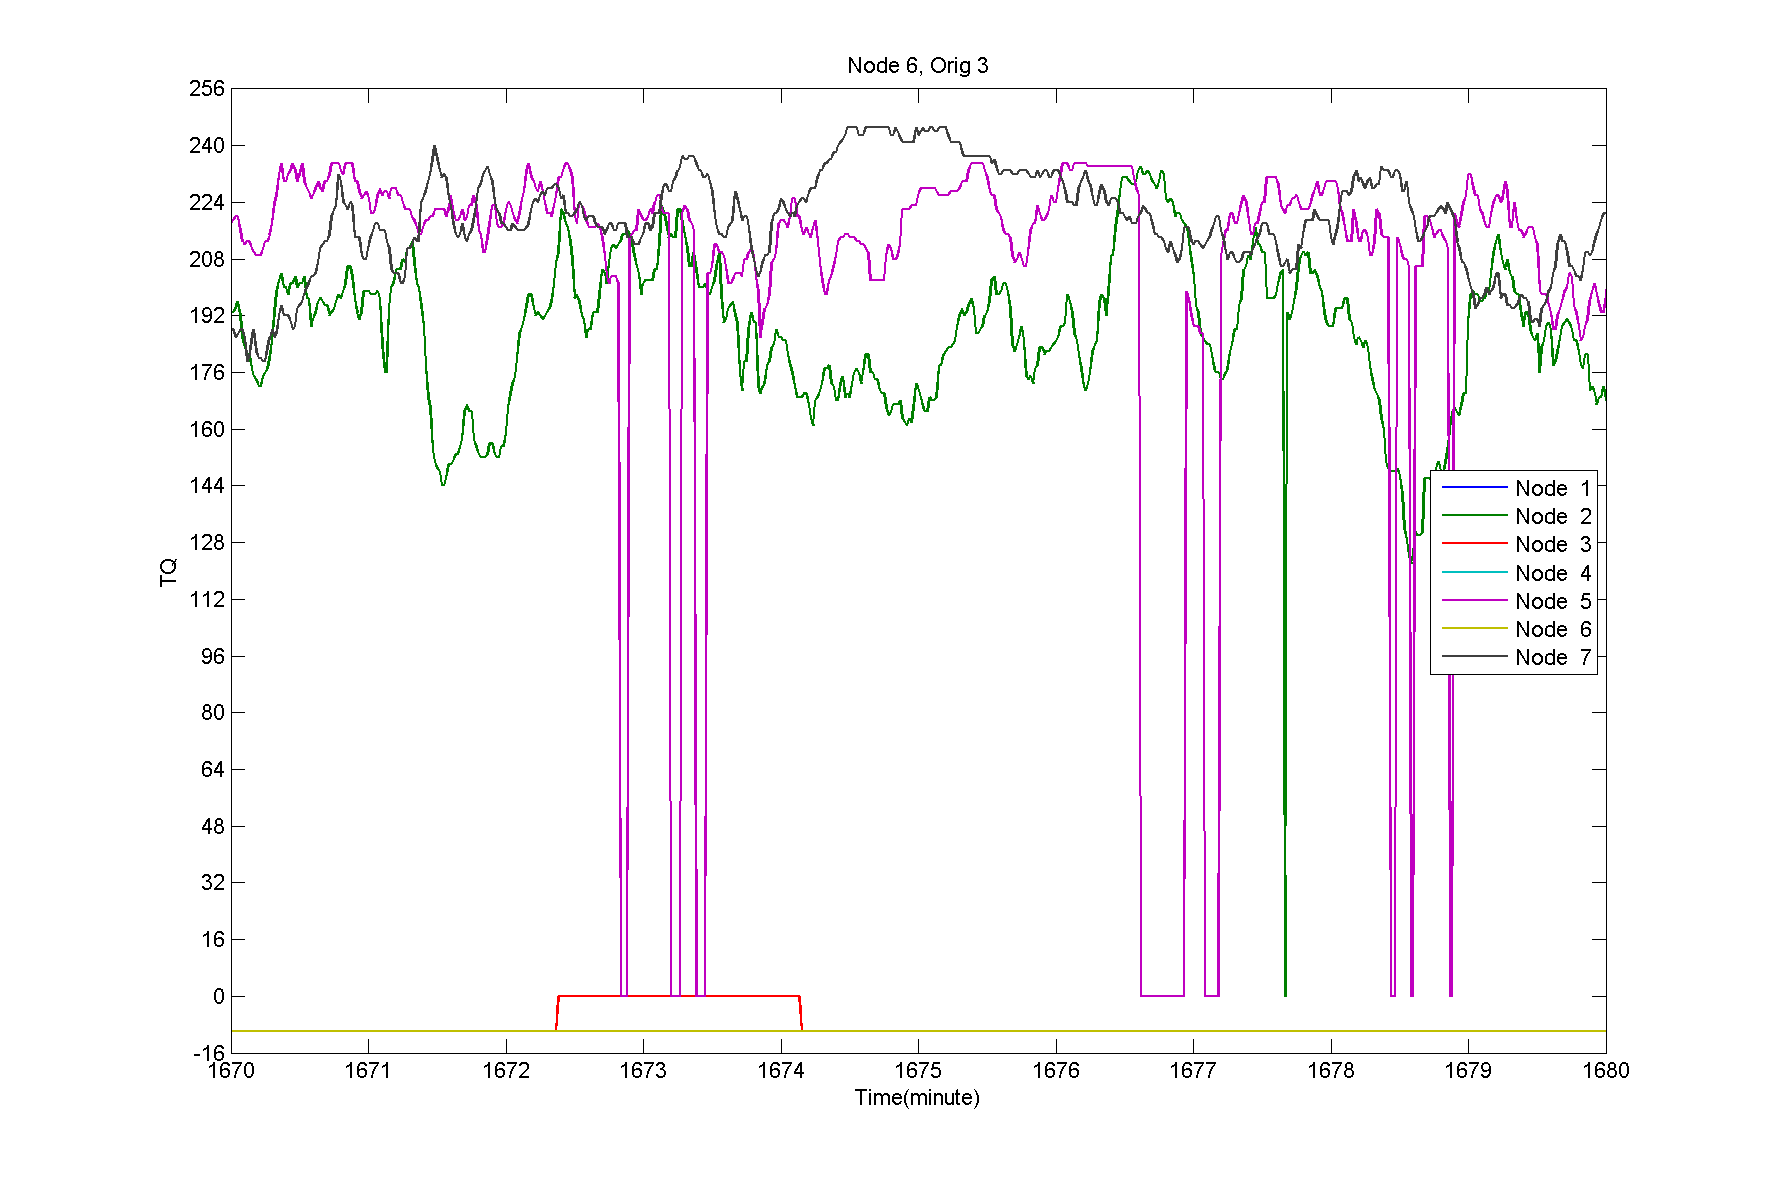 Node 6, Orig 3
256
240
224
208
192
176
160
144
128
112
96
80
64
48
32
16
0
-16
TQ
Node 1
Node 2
Node 3
Node 4
Node 5
Node 6
Node 7
1670 1671 1672 1673 1674 1675 1676 1677 1678 1679 1680
Time(minute)